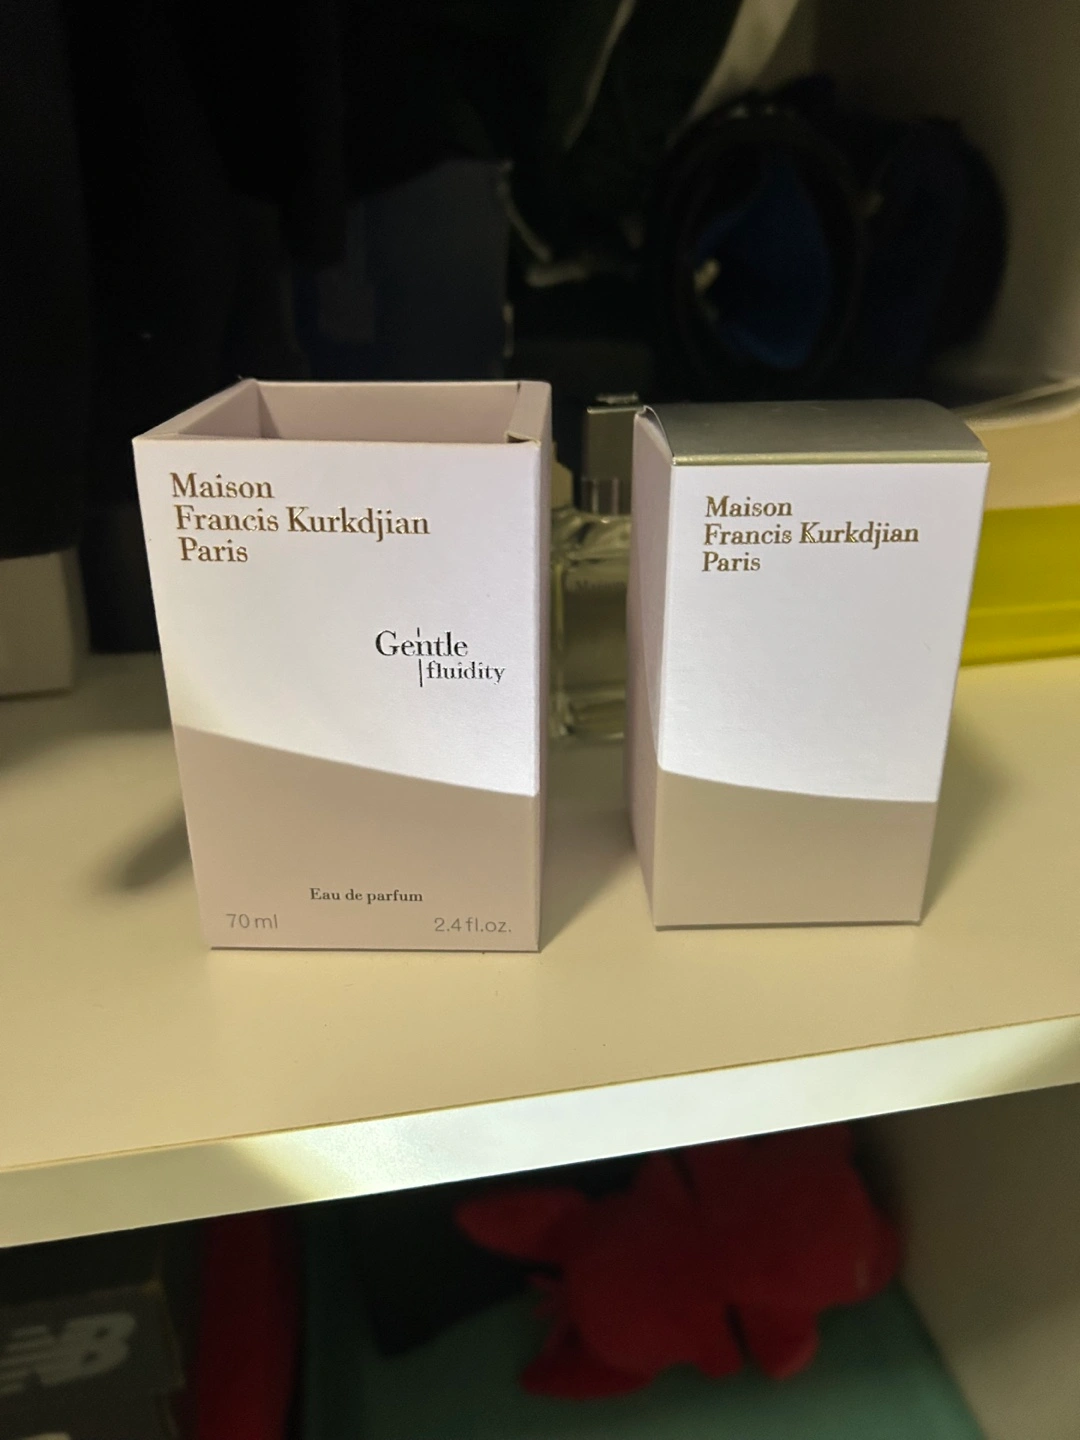 Maison
Francis Kurkdjian
Paris
Gentle
fluidity
Eau de parfum
70 ml 2.4 fl.oz.
Maison
Francis Kurkdjian
Paris